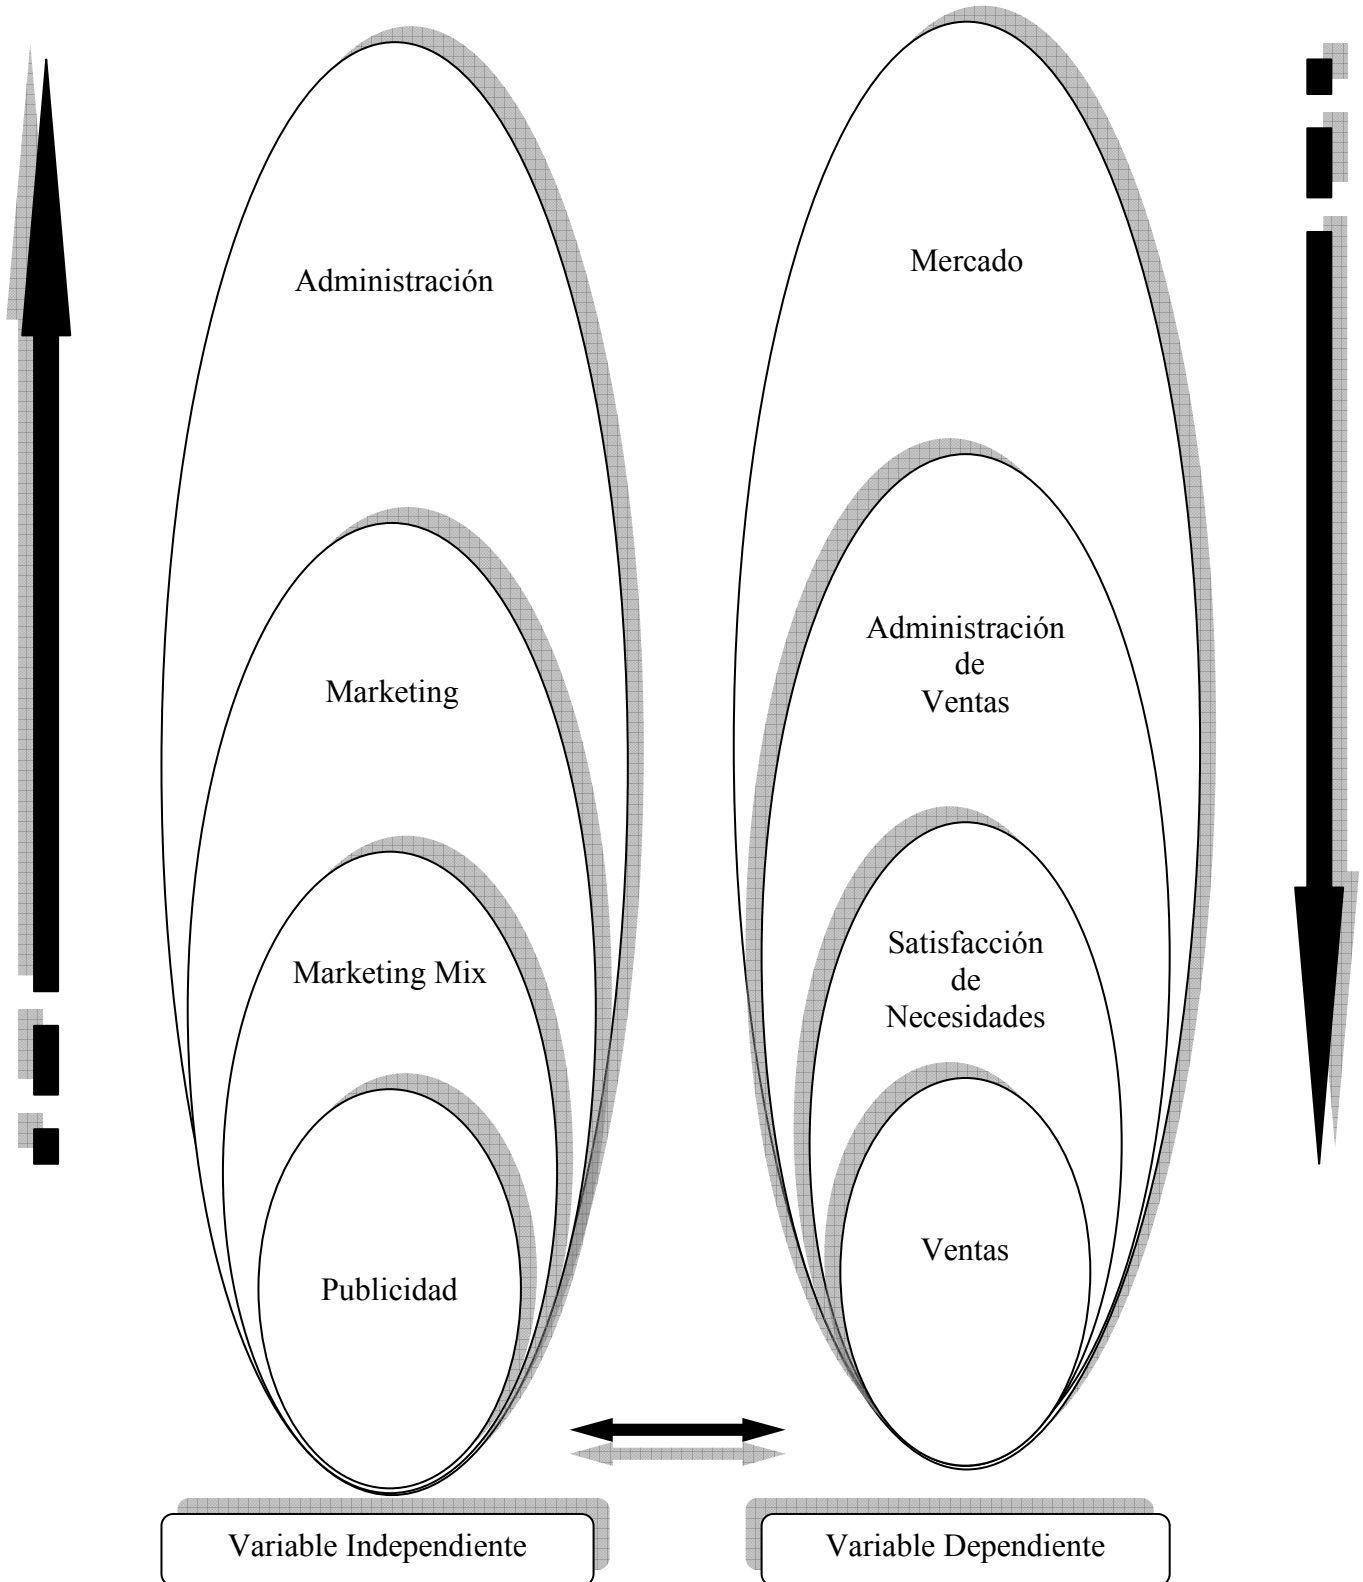 Administración
Marketing
Marketing Mix
Publicidad
Variable Independiente
Mercado
Administración
de
Ventas
Satisfacción
de
Necesidades
Ventas
Variable Dependiente